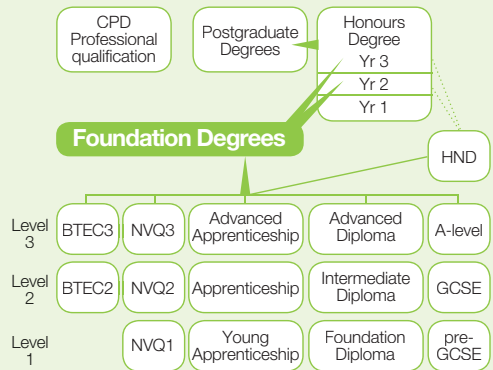 CPD
Professional
qualification
Postgraduate
Degrees
Honours
Degree
Yr 3
Yr 2
Yr 1
Foundation Degrees
HND
Level
3
BTEC3
NVQ3
Advanced
Apprenticeship
Advanced
Diploma
A-level
Level
2
BTEC2
NVQ2
Apprenticeship
Intermediate
Diploma
GCSE
Level
1
NVQ1
Young
Apprenticeship
Foundation
Diploma
pre-
GCSE